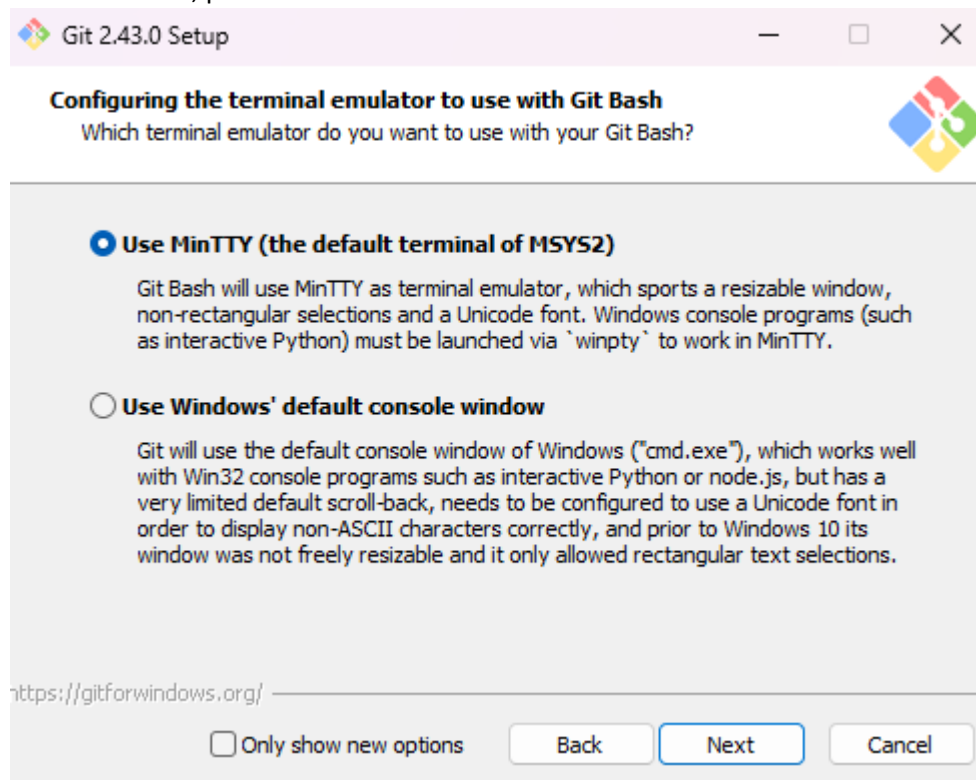 Git 2.43.0 Setup
Configuring the terminal emulator to use with Git Bash
Which terminal emulator do you want to use with your Git Bash?
Use MinTTY (the default terminal of MSYS2)
Git Bash will use MinTTY as terminal emulator, which sports a resizable window,
non-rectangular selections and a Unicode font. Windows console programs (such
as interactive Python) must be launched via `winpty` to work in MinTTY.
Use Windows' default console window
Git will use the default console window of Windows ("cmd.exe"), which works well
with Win32 console programs such as interactive Python or node.js, but has a
very limited default scroll-back, needs to be configured to use a Unicode font in
order to display non-ASCII characters correctly, and prior to Windows 10 its
window was not freely resizable and it only allowed rectangular text selections.
https://gitforwindows.org/
Only show new options Back Next Cancel